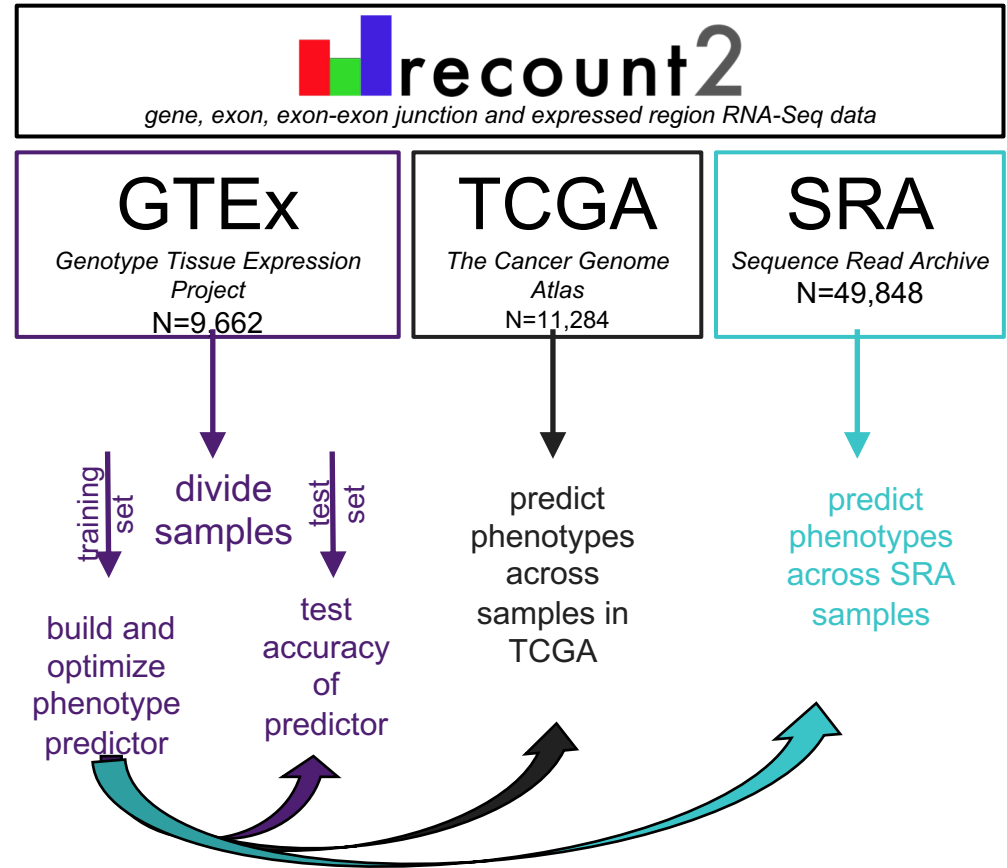 recount2
gene, exon, exon-exon junction and expressed region RNA-Seq data
GTEx
Genotype Tissue Expression
Project
N=9,662
TCGA
The Cancer Genome
Atlas
N=11,284
SRA
Sequence Read Archive
N=49,848
training
set
divide
samples
test
set
build and
optimize
phenotype
predictor
test
accuracy
of
predictor
predict
phenotypes
across
samples in
TCGA
predict
phenotypes
across SRA
samples